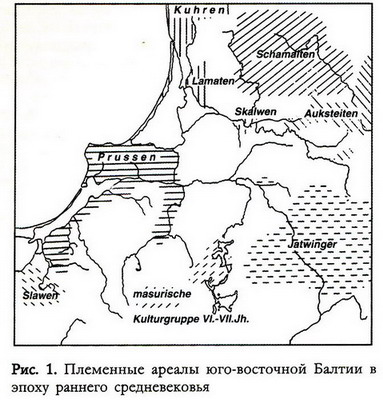 Kuhren
Schamaiten
Lamaten
Skalwen
Auksteiten
Prussen
Jatwinger
Slawen
masurische
Kulturgruppe VI.-VII.Jh.
Рис. 1. Племенные ареалы юго-восточной Балтии в
эпоху раннего средневековья